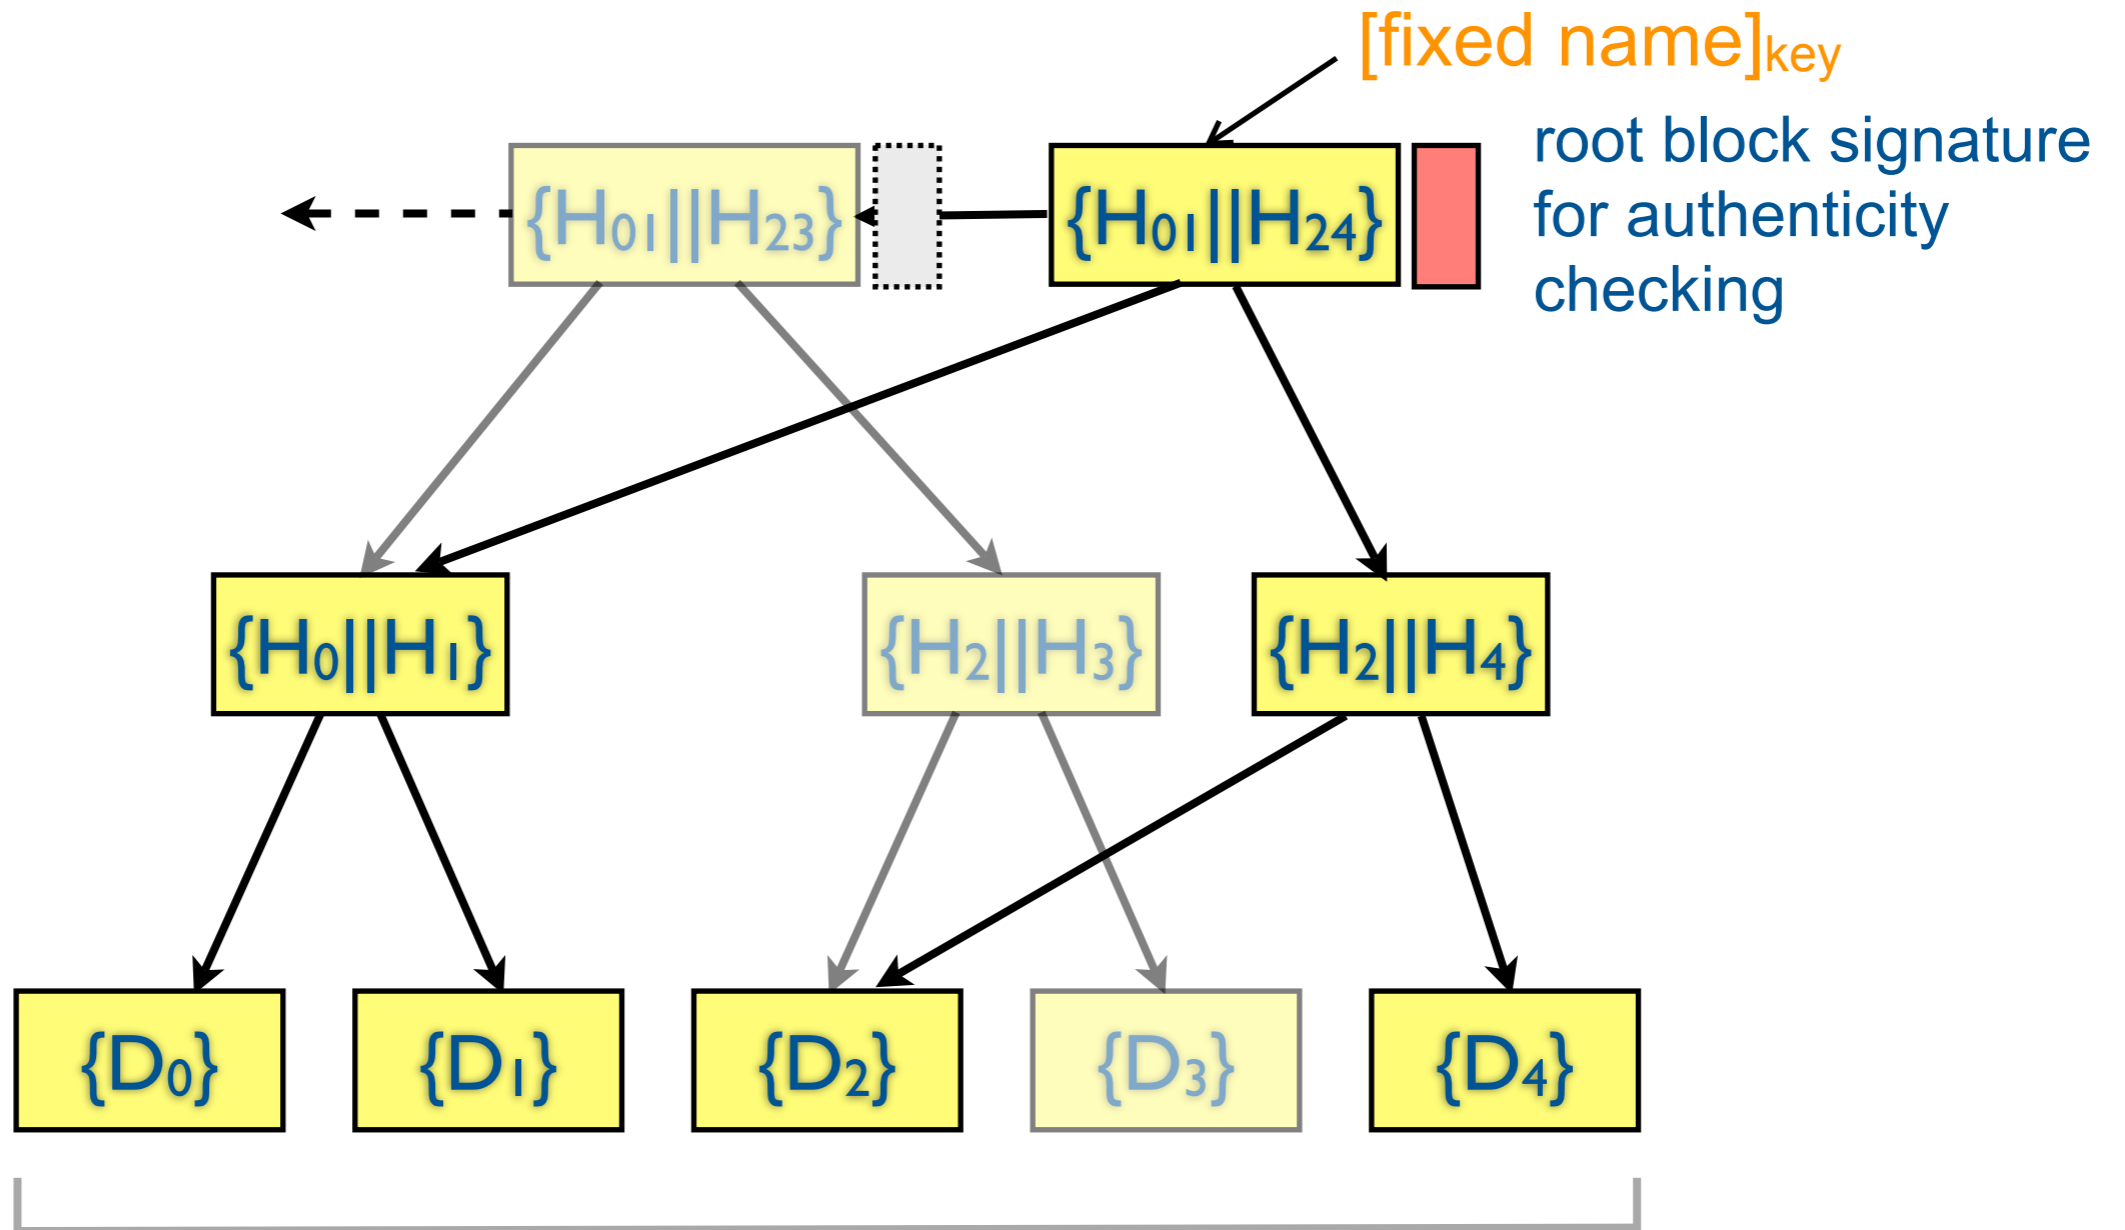 [fixed name]key
root block signature
for authenticity
checking
{H01||H23}
{H01||H24}
{H0||H1}
{H2||H3}
{H2||H4}
{D0}
{D1}
{D2}
{D3}
{D4}